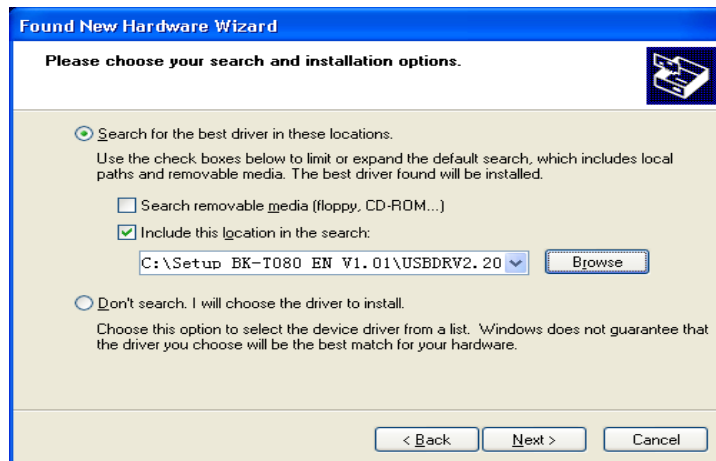 Found New Hardware Wizard
Please choose your search and installation options.
Search for the best driver in these locations.
Use the check boxes below to limit or expand the default search, which includes local
paths and removable media. The best driver found will be installed.
Search removable media (floppy, CD-ROM...)
Include this location in the search:
C:\Setup BK-T080 EN V1.01\USBDRV2.20
Browse
Don't search. I will choose the driver to install.
Choose this option to select the device driver from a list. Windows does not guarantee that
the driver you choose will be the best match for your hardware.
< Back Next > Cancel